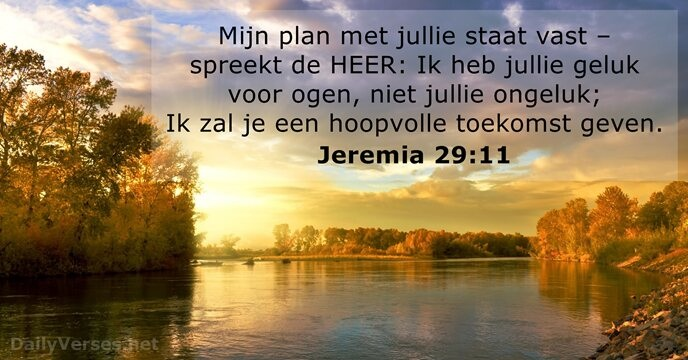 Mijn plan met jullie staat vast –
spreekt de HEER: Ik heb jullie geluk
voor ogen, niet jullie ongeluk;
Ik zal je een hoopvolle toekomst geven.
Jeremia 29:11
DailyVerses.net